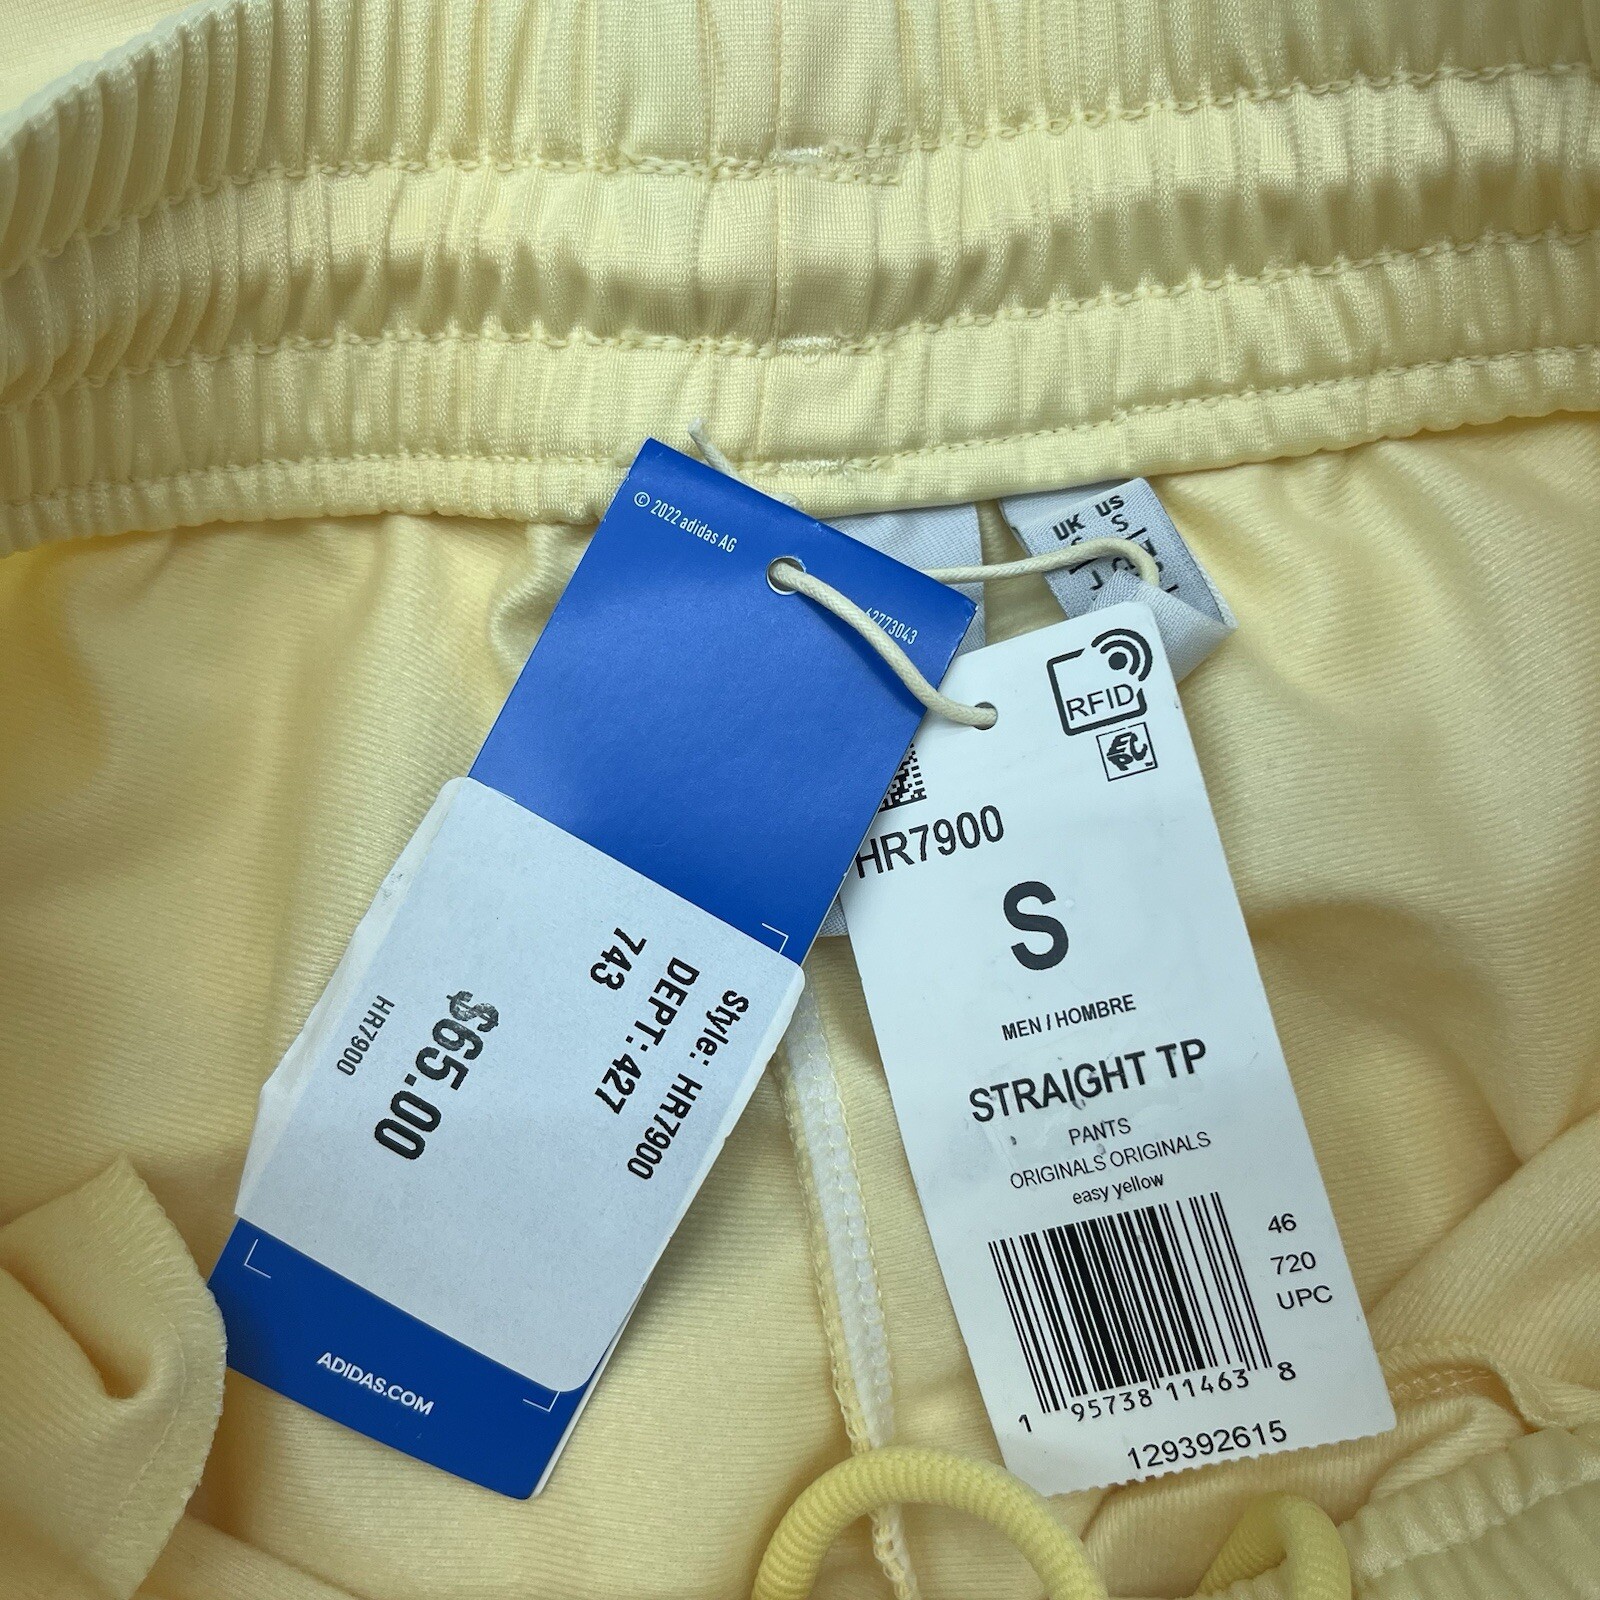 © 2022 adidas AG
62773043
Style: HR7900
DEPT: 427
743
$65.00
HR7900
ADIDAS.COM
UK US
S S
RFID
HR7900
S
MEN / HOMBRE
STRAIGHT TP
PANTS
ORIGINALS ORIGINALS
easy yellow
46
720
UPC
1 95738 11463 8
129392615